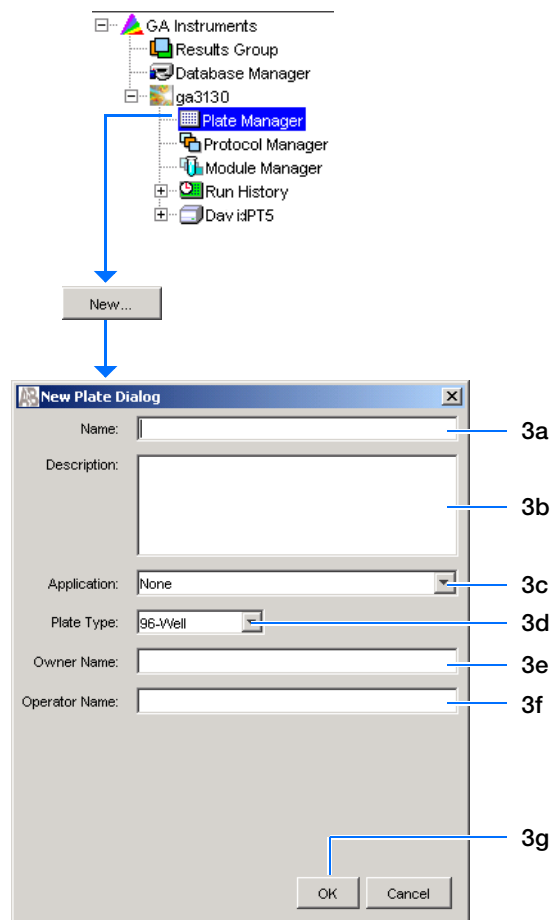 GA Instruments
Results Group
Database Manager
ga3130
Plate Manager
Protocol Manager
Module Manager
Run History
DavidPT5
New...
New Plate Dialog
Name:
3a
Description:
3b
Application: None
3c
Plate Type: 96-Well
3d
Owner Name:
3e
Operator Name:
3f
3g
OK Cancel